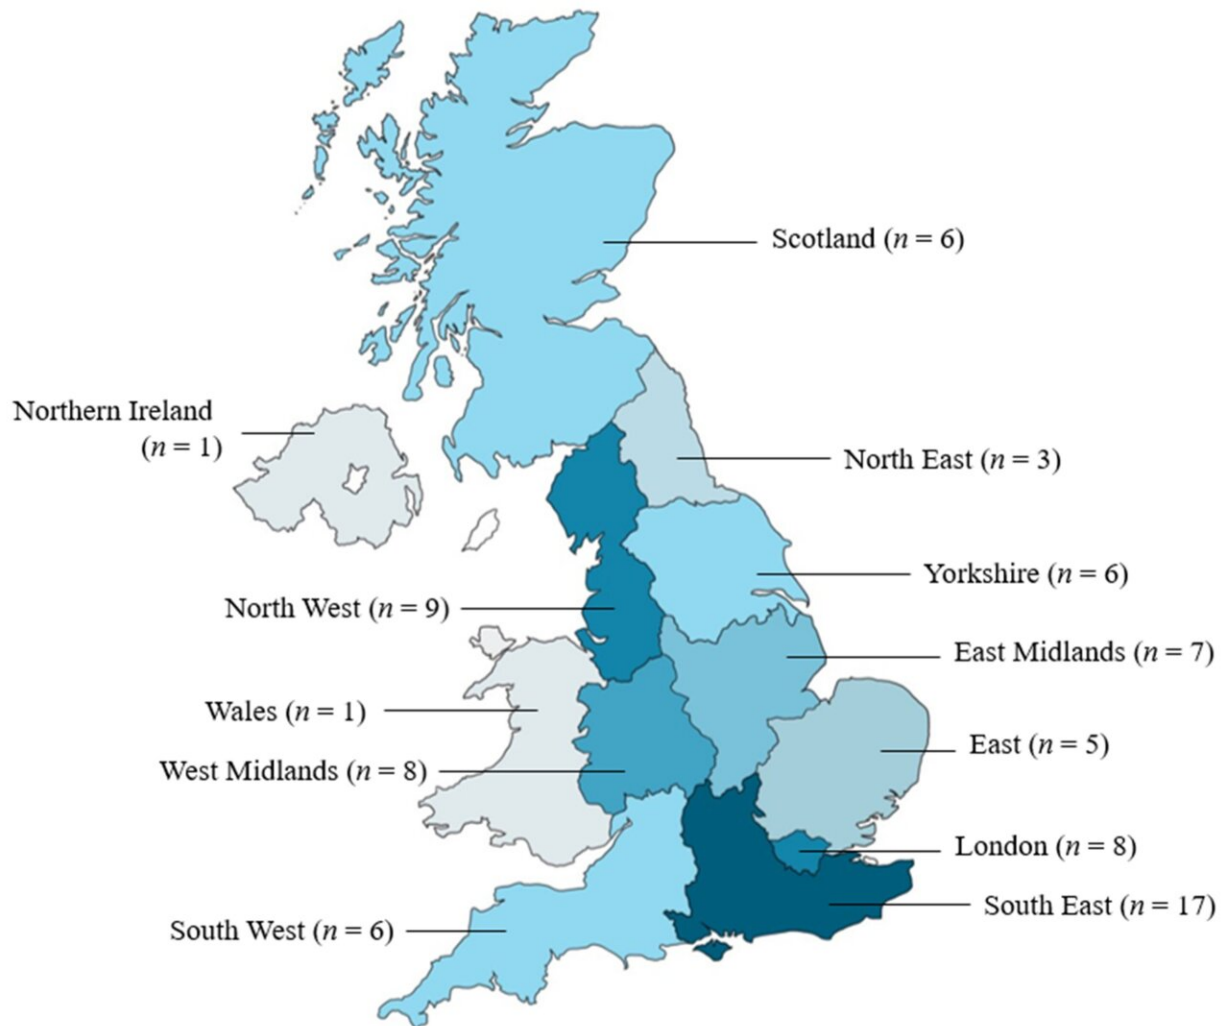 Scotland (n = 6)
Northern Ireland
(n = 1)
North East (n = 3)
Yorkshire (n = 6)
North West (n = 9)
East Midlands (n = 7)
Wales (n = 1)
East (n = 5)
West Midlands (n = 8)
London (n = 8)
South East (n = 17)
South West (n = 6)